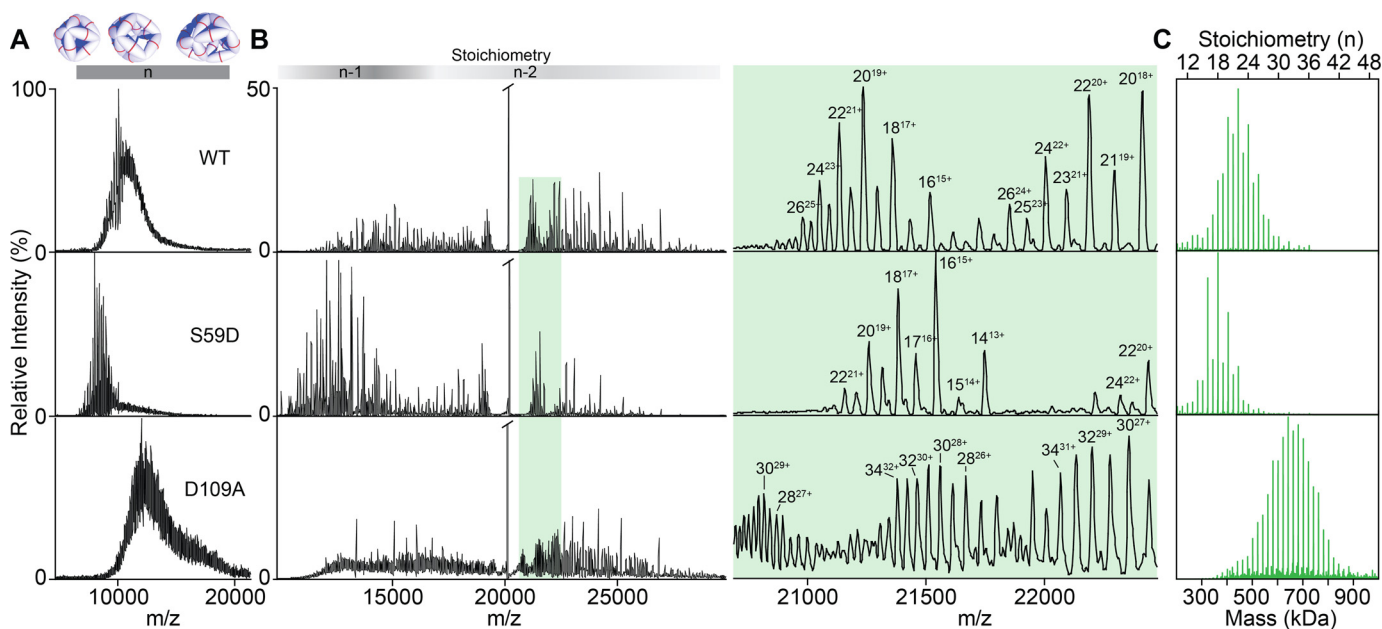 A
n
100
0
WT
0
S59D
0
D109A
Relative Intensity (%)
10000 20000
m/z
B
Stoichiometry
n-1 n-2
50
0
0
0
15000 20000 25000
m/z
26²⁵⁺ 24²³⁺ 22²¹⁺ 20¹⁹⁺ 18¹⁷⁺ 16¹⁵⁺ 26²⁴⁺ 25²³⁺ 24²²⁺ 23²¹⁺ 22²⁰⁺ 21¹⁹⁺ 20¹⁸⁺
22²¹⁺ 20¹⁹⁺ 18¹⁷⁺ 17¹⁶⁺ 16¹⁵⁺ 15¹⁴⁺ 14¹³⁺ 24²²⁺ 22²⁰⁺
30²⁹⁺ 28²⁷⁺ 34³²⁺ 32³⁰⁺ 30²⁸⁺ 28²⁶⁺ 34³¹⁺ 32²⁹⁺ 30²⁷⁺
21000 21500 22000
m/z
C
Stoichiometry (n)
12 18 24 30 36 42 48
300 500 700 900
Mass (kDa)